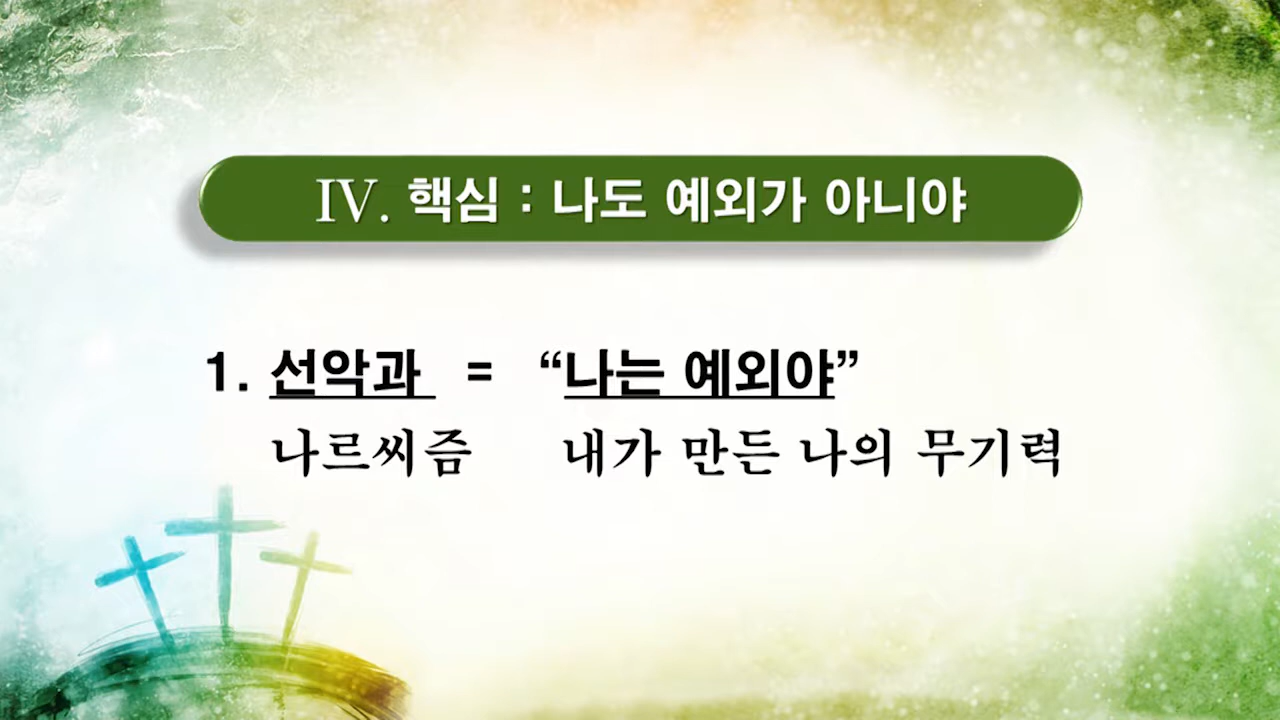 Ⅳ. 핵심 : 나도 예외가 아니야
1. 선악과 = “나는 예외야”
나르씨즘 내가 만든 나의 무기력